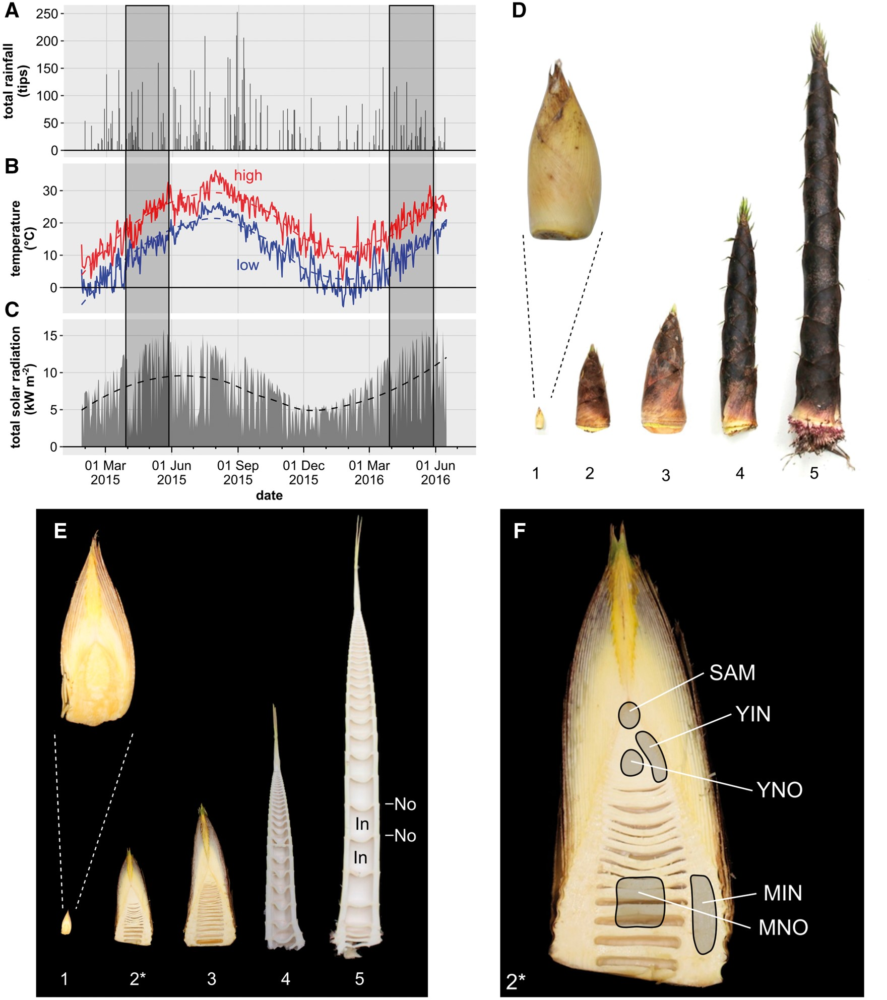 A
total rainfall
(tips)
250
200
150
100
50
0
B
temperature
(°C)
30
20
10
0
high
low
C
total solar radiation
(kW m-2)
15
10
5
0
01 Mar
2015
01 Jun
2015
01 Sep
2015
01 Dec
2015
01 Mar
2016
01 Jun
2016
date
D
1
2
3
4
5
E
–No
In
–No
In
1
2*
3
4
5
F
SAM
YIN
YNO
MIN
MNO
2*